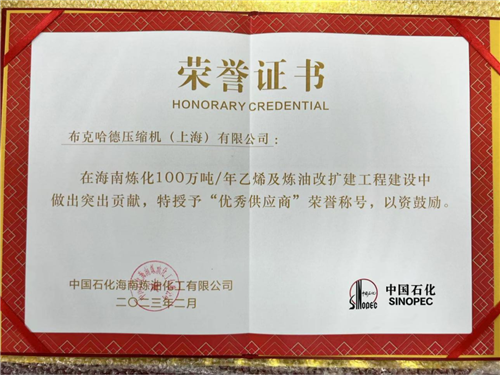 荣誉证书
HONORARY CREDENTIAL
布克哈德压缩机（上海）有限公司：
在海南炼化100万吨/年乙烯及炼油改扩建工程建设中
做出突出贡献，特授予“优秀供应商”荣誉称号，以资鼓励。
中国石化海南炼油化工有限公司
二〇二三年二月
SINOPEC
中国石化
SINOPEC